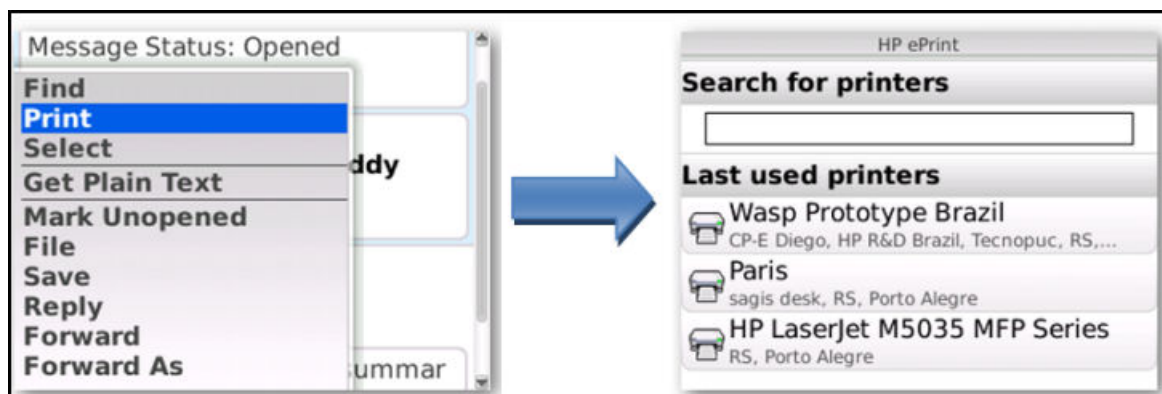 Message Status: Opened
Find
Print
Select
ddy
Get Plain Text
Mark Unopened
File
Save
Reply
Forward
Forward As
summar
HP ePrint
Search for printers
Last used printers
Wasp Prototype Brazil
CP-E Diego, HP R&D Brazil, Tecnopuc, RS,...
Paris
sagis desk, RS, Porto Alegre
HP LaserJet M5035 MFP Series
RS, Porto Alegre